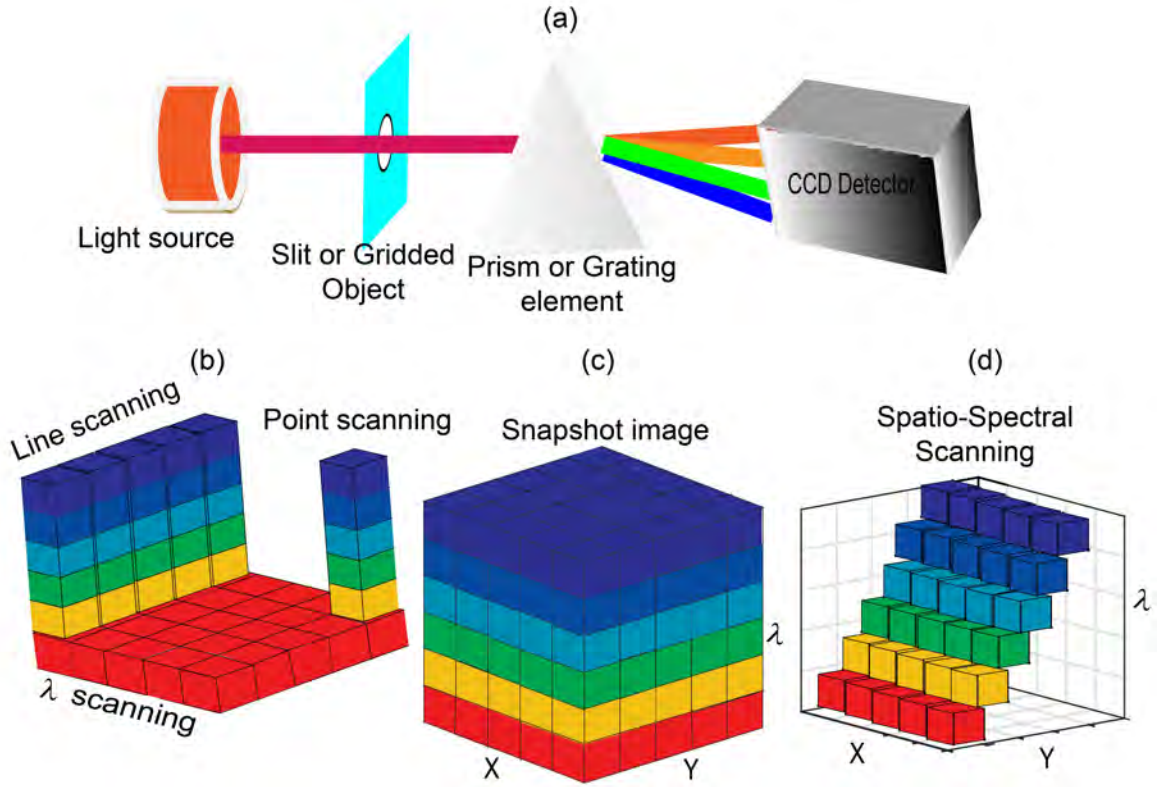 (a)
CCD Detector
Light source
Slit or Gridded
Object
Prism or Grating
element
(b)
Line scanning
Point scanning
λ scanning
(c)
Snapshot image
λ
X
Y
(d)
Spatio-Spectral
Scanning
λ
X
Y